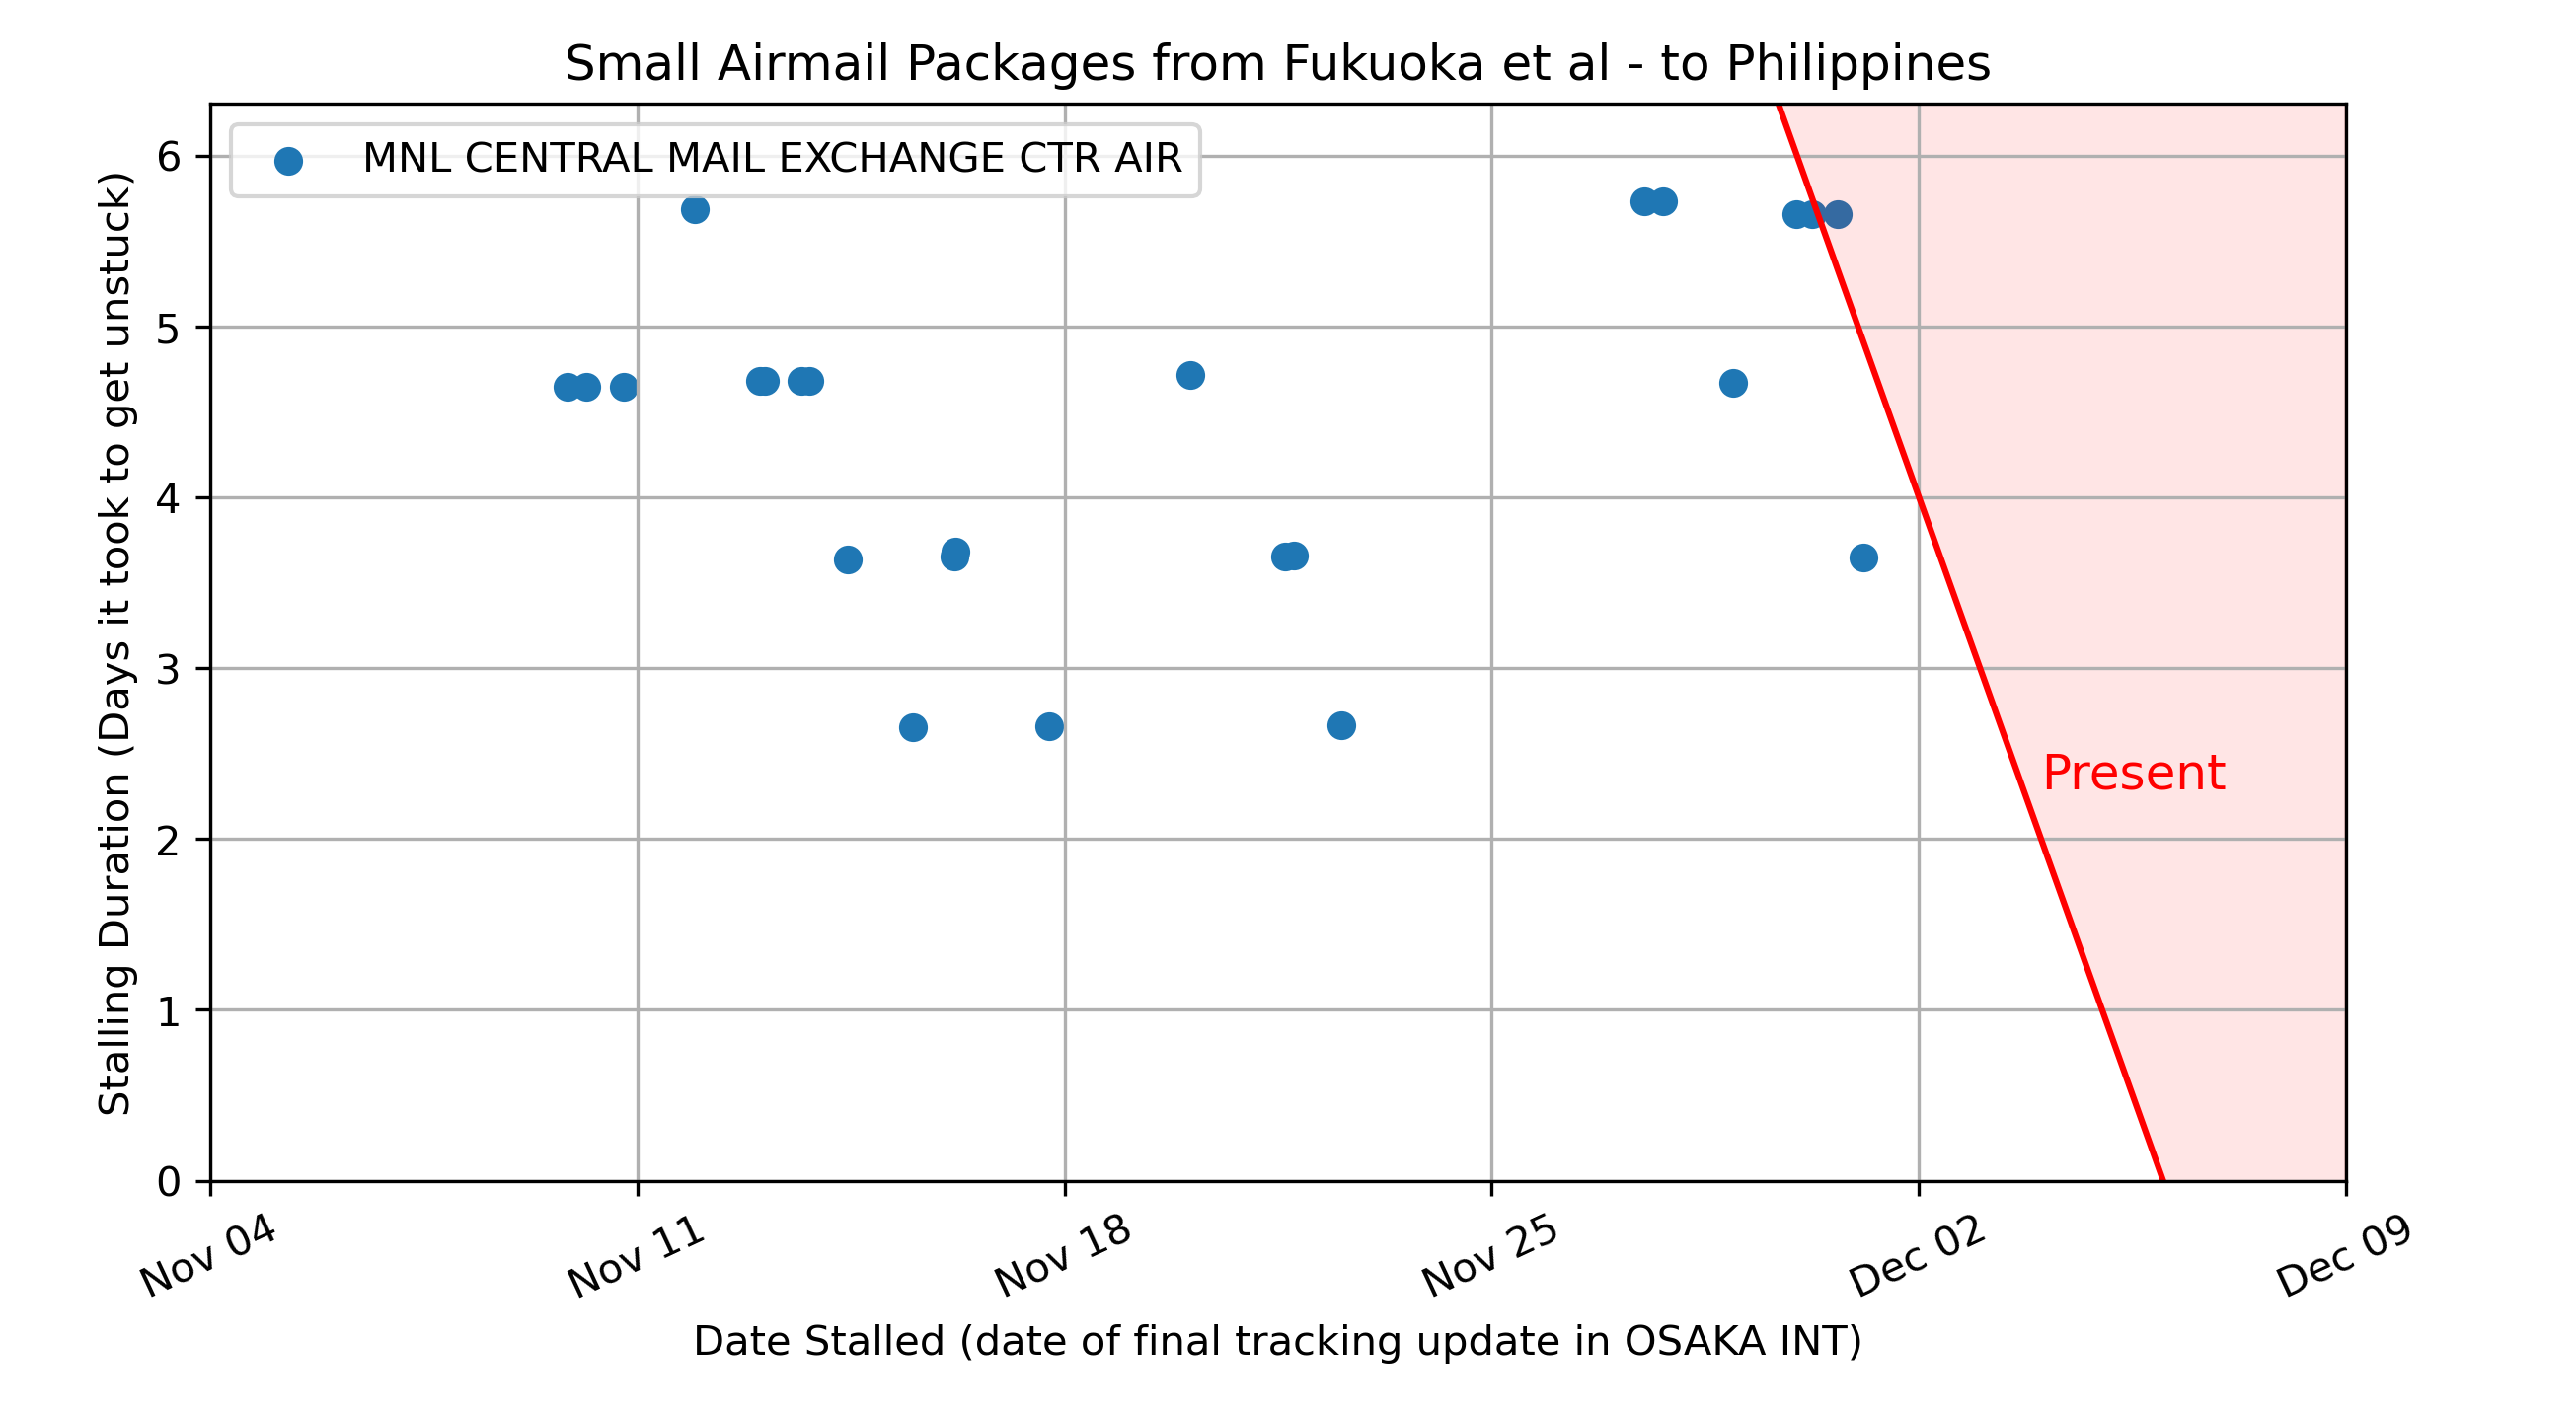 Small Airmail Packages from Fukuoka et al - to Philippines
MNL CENTRAL MAIL EXCHANGE CTR AIR
Stalling Duration (Days it took to get unstuck)
6
5
4
3
2
1
0
Present
Nov 04
Nov 11
Nov 18
Nov 25
Dec 02
Dec 09
Date Stalled (date of final tracking update in OSAKA INT)